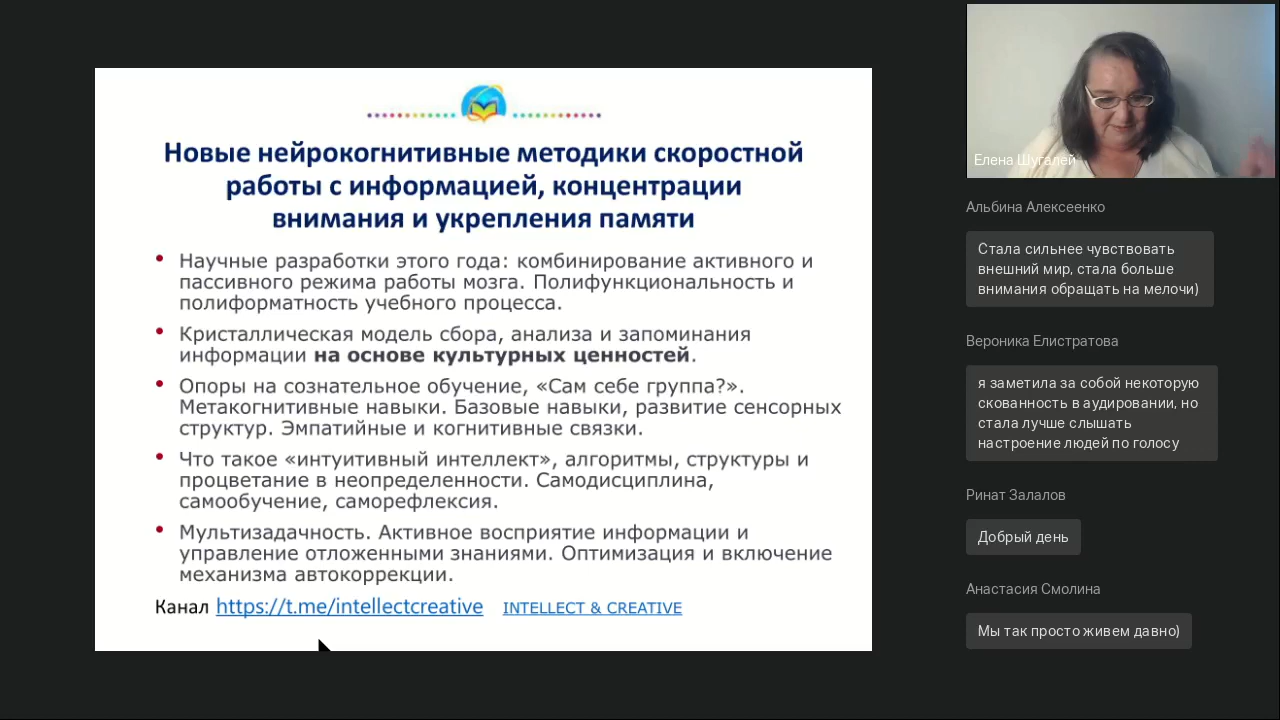 Новые нейрокогнитивные методики скоростной
работы с информацией, концентрации
внимания и укрепления памяти
• Научные разработки этого года: комбинирование активного и
пассивного режима работы мозга. Полифункциональность и
полиформатность учебного процесса.
• Кристаллическая модель сбора, анализа и запоминания
информации на основе культурных ценностей.
• Опоры на сознательное обучение, «Сам себе группа?».
Метакогнитивные навыки. Базовые навыки, развитие сенсорных
структур. Эмпатийные и когнитивные связки.
• Что такое «интуитивный интеллект», алгоритмы, структуры и
процветание в неопределенности. Самодисциплина,
самообучение, саморефлексия.
• Мультизадачность. Активное восприятие информации и
управление отложенными знаниями. Оптимизация и включение
механизма автокоррекции.
Канал https://t.me/intellectcreative INTELLECT & CREATIVE
Елена Шугалей
Альбина Алексеенко
Стала сильнее чувствовать
внешний мир, стала больше
внимания обращать на мелочи)
Вероника Елистратова
я заметила за собой некоторую
скованность в аудировании, но
стала лучше слышать
настроение людей по голосу
Ринат Залалов
Добрый день
Анастасия Смолина
Мы так просто живем давно)